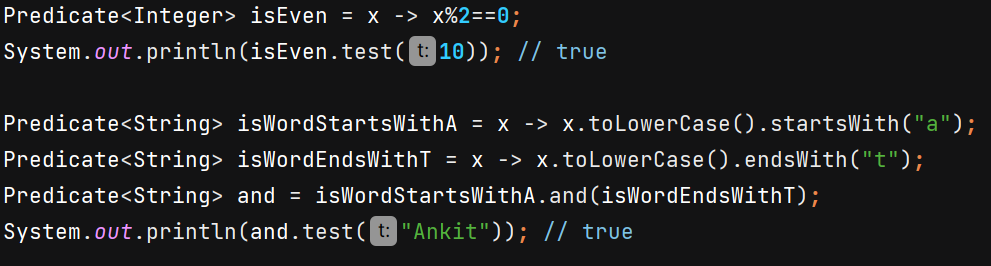 Predicate<Integer> isEven = x -> x%2==0;
System.out.println(isEven.test( t: 10)); // true
Predicate<String> isWordStartsWithA = x -> x.toLowerCase().startsWith("a");
Predicate<String> isWordEndsWithT = x -> x.toLowerCase().endsWith("t");
Predicate<String> and = isWordStartsWithA.and(isWordEndsWithT);
System.out.println(and.test( t: "Ankit")); // true